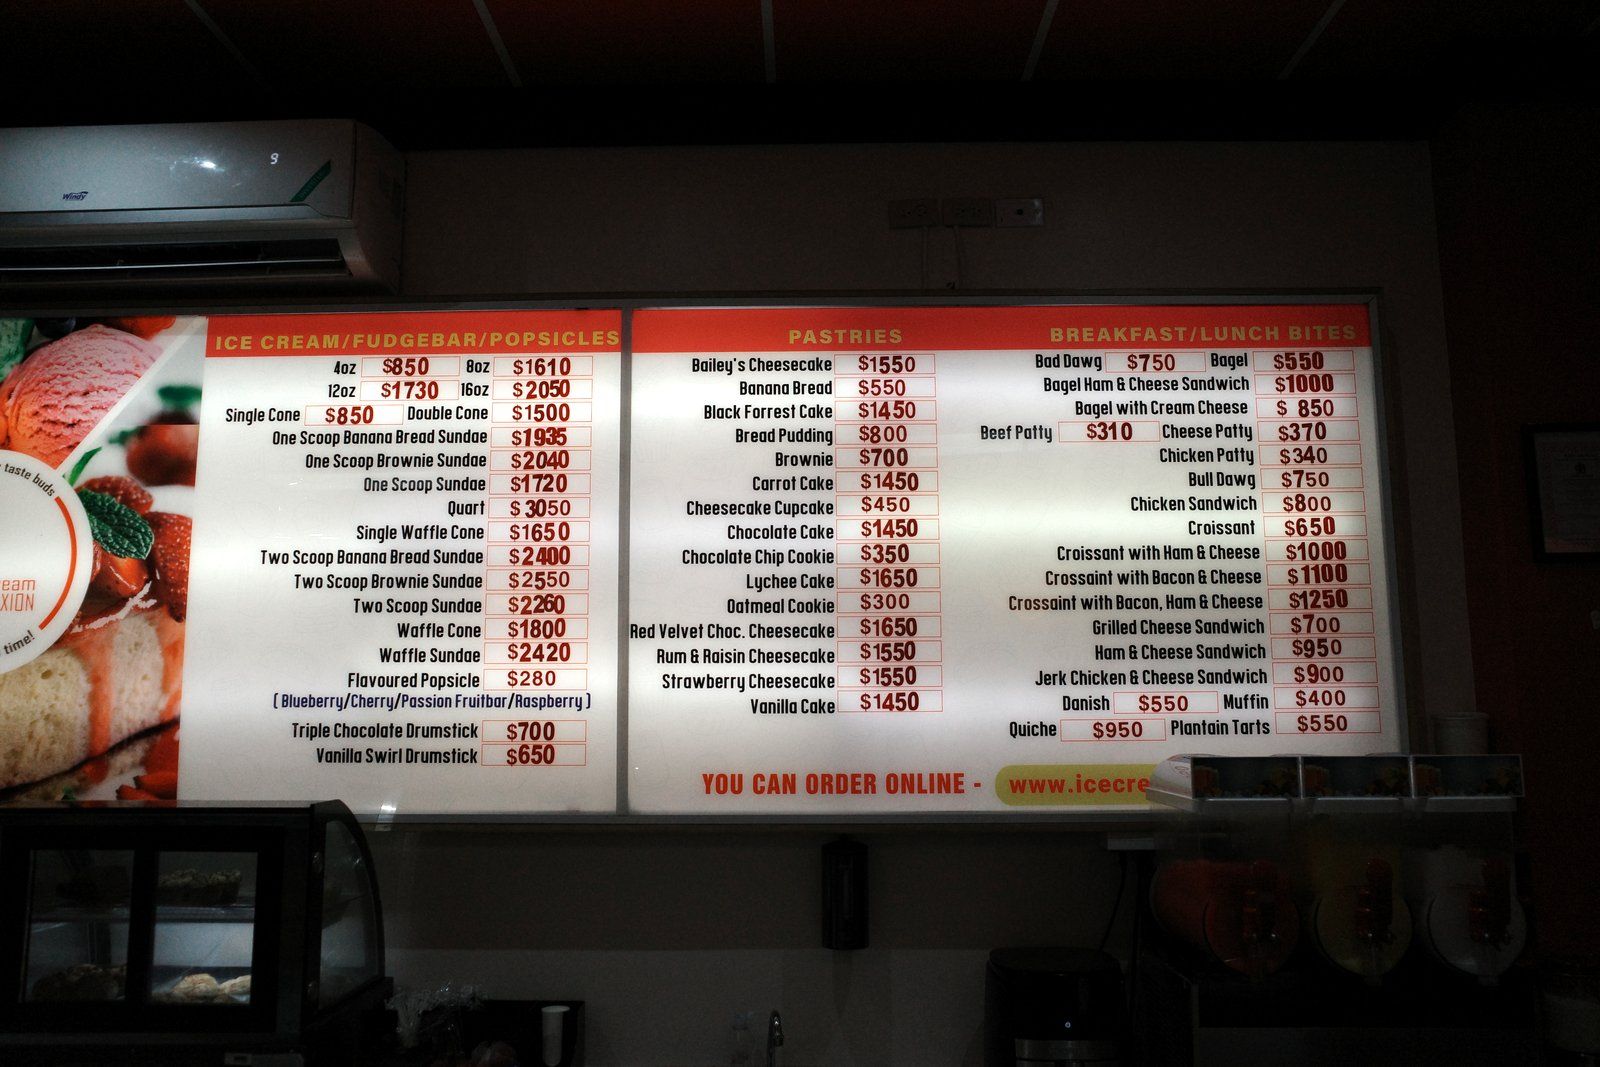 9
Windy
taste buds
eam
XION
time!
ICE CREAM/FUDGEBAR/POPSICLES
4oz $850 8oz $1610
12oz $1730 16oz $2050
Single Cone $850 Double Cone $1500
One Scoop Banana Bread Sundae $1935
One Scoop Brownie Sundae $2040
One Scoop Sundae $1720
Quart $3050
Single Waffle Cone $1650
Two Scoop Banana Bread Sundae $2400
Two Scoop Brownie Sundae $2550
Two Scoop Sundae $2260
Waffle Cone $1800
Waffle Sundae $2420
Flavoured Popsicle $280
( Blueberry/Cherry/Passion Fruitbar/Raspberry )
Triple Chocolate Drumstick $700
Vanilla Swirl Drumstick $650
PASTRIES
Bailey's Cheesecake $1550
Banana Bread $550
Black Forrest Cake $1450
Bread Pudding $800
Brownie $700
Carrot Cake $1450
Cheesecake Cupcake $450
Chocolate Cake $1450
Chocolate Chip Cookie $350
Lychee Cake $1650
Oatmeal Cookie $300
Red Velvet Choc. Cheesecake $1650
Rum & Raisin Cheesecake $1550
Strawberry Cheesecake $1550
Vanilla Cake $1450
BREAKFAST/LUNCH BITES
Bad Dawg $750 Bagel $550
Bagel Ham & Cheese Sandwich $1000
Bagel with Cream Cheese $ 850
Beef Patty $310 Cheese Patty $370
Chicken Patty $340
Bull Dawg $750
Chicken Sandwich $800
Croissant $650
Croissant with Ham & Cheese $1000
Crossaint with Bacon & Cheese $1100
Crossaint with Bacon, Ham & Cheese $1250
Grilled Cheese Sandwich $700
Ham & Cheese Sandwich $950
Jerk Chicken & Cheese Sandwich $900
Danish $550 Muffin $400
Quiche $950 Plantain Tarts $550
YOU CAN ORDER ONLINE - www.icecre